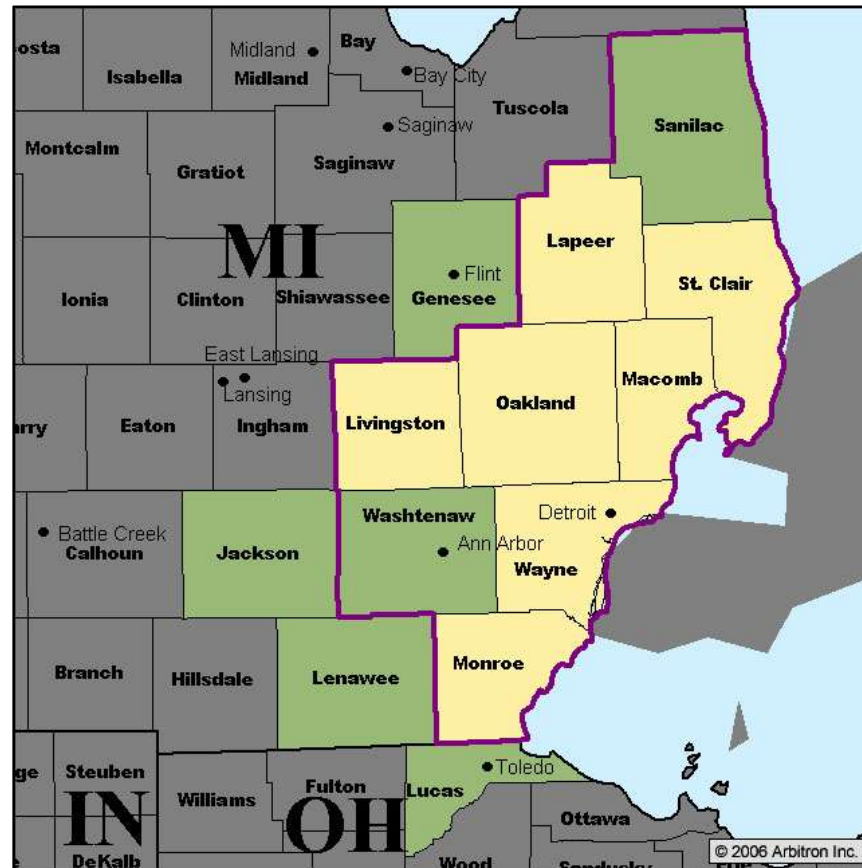 osta
Isabella
Midland
Midland
Bay
Bay City
Tuscola
Sanilac
Montcalm
Gratiot
Saginaw
Saginaw
Lapeer
St. Clair
MI
Ionia
Clinton
Shiawassee
Flint
Genesee
East Lansing
Lansing
arry
Eaton
Ingham
Livingston
Oakland
Macomb
Battle Creek
Calhoun
Jackson
Washtenaw
Ann Arbor
Detroit
Wayne
Branch
Hillsdale
Lenawee
Monroe
ge
Steuben
IN
DeKalb
Williams
Fulton
OH
Lucas
Toledo
Wood
Ottawa
Sandusky
© 2006 Arbitron Inc.